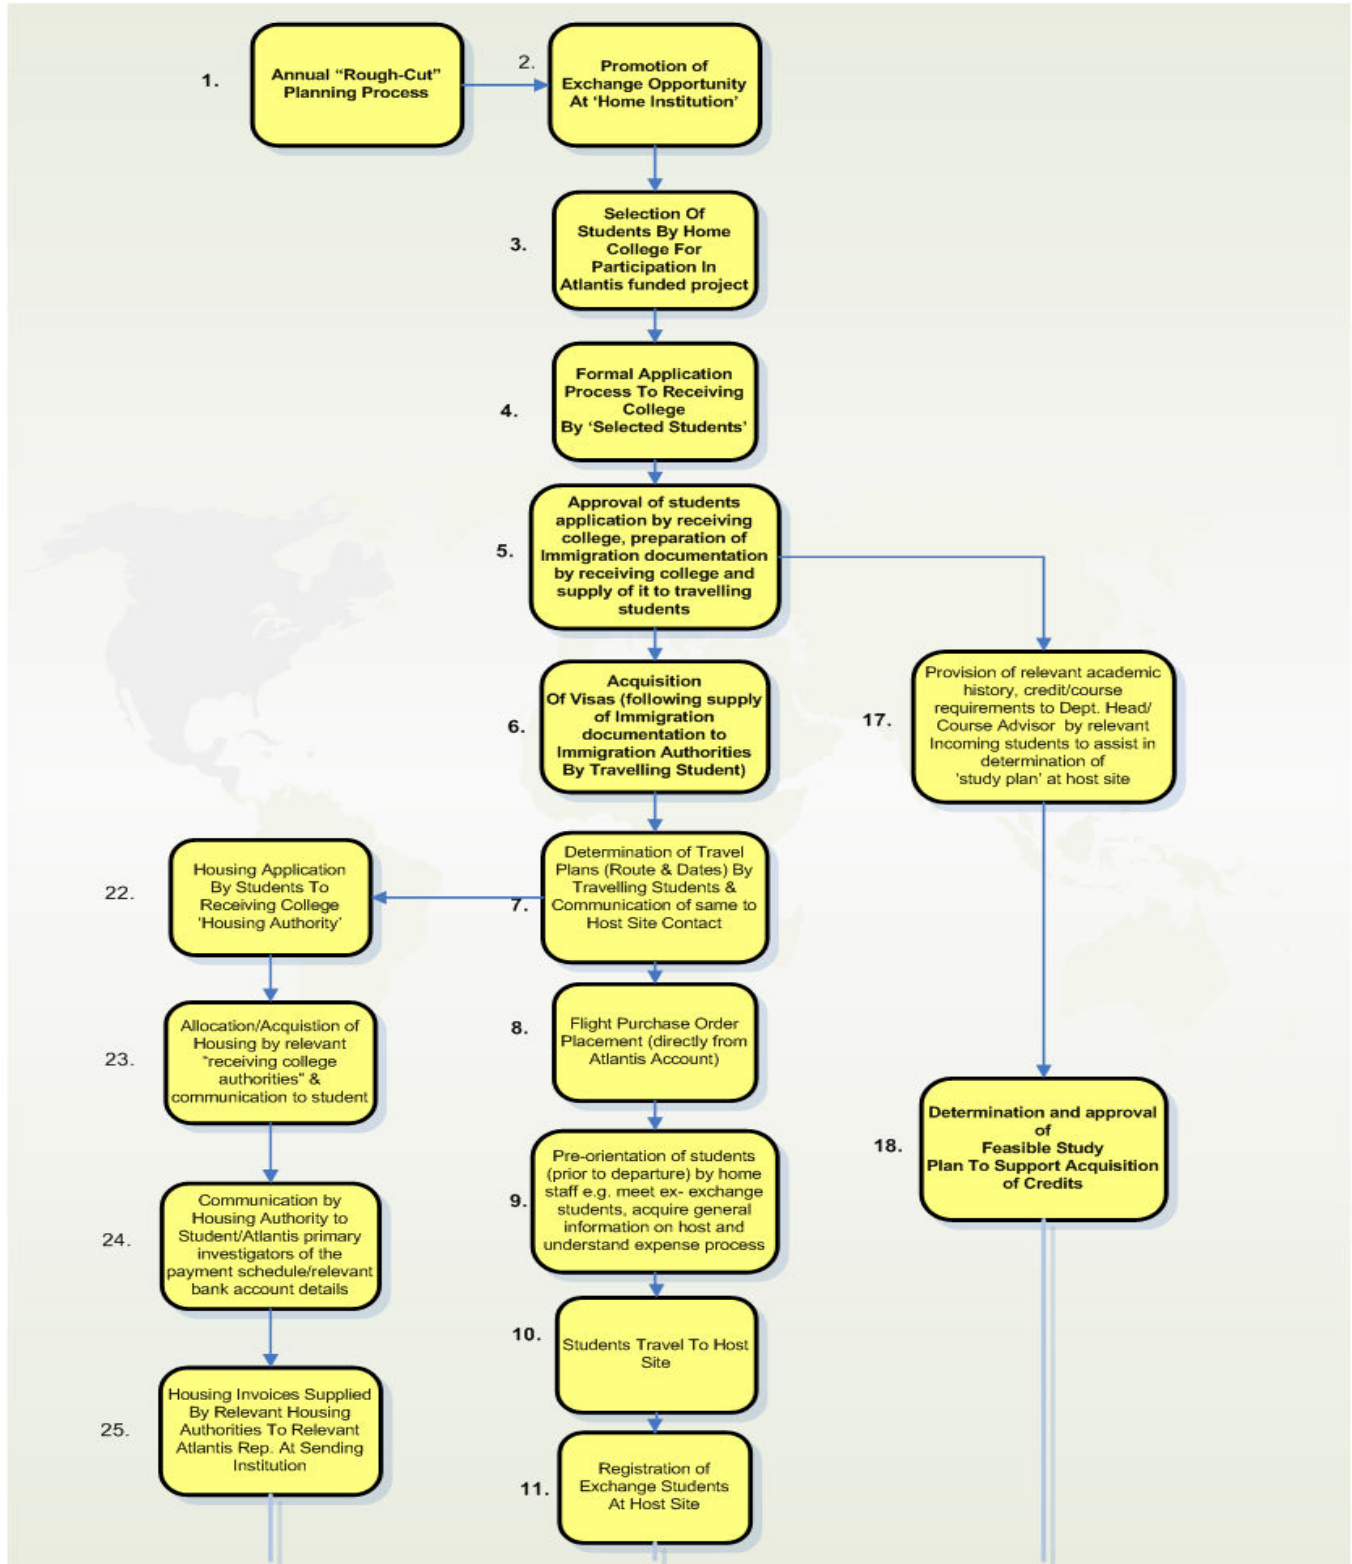 1.
Annual “Rough-Cut”
Planning Process
2.
Promotion of
Exchange Opportunity
At ‘Home Institution’
3.
Selection Of
Students By Home
College For
Participation In
Atlantis funded project
4.
Formal Application
Process To Receiving
College
By ‘Selected Students’
5.
Approval of students
application by receiving
college, preparation of
Immigration documentation
by receiving college and
supply of it to travelling
students
6.
Acquisition
Of Visas (following supply
of Immigration
documentation to
Immigration Authorities
By Travelling Student)
17.
Provision of relevant academic
history, credit/course
requirements to Dept. Head/
Course Advisor by relevant
Incoming students to assist in
determination of
'study plan' at host site
7.
Determination of Travel
Plans (Route & Dates) By
Travelling Students &
Communication of same to
Host Site Contact
22.
Housing Application
By Students To
Receiving College
'Housing Authority’
8.
Flight Purchase Order
Placement (directly from
Atlantis Account)
23.
Allocation/Acquistion of
Housing by relevant
“receiving college
authorities” &
communication to student
18.
Determination and approval
of
Feasible Study
Plan To Support Acquisition
of Credits
9.
Pre-orientation of students
(prior to departure) by home
staff e.g. meet ex- exchange
students, acquire general
information on host and
understand expense process
24.
Communication by
Housing Authority to
Student/Atlantis primary
investigators of the
payment schedule/relevant
bank account details
10.
Students Travel To Host
Site
25.
Housing Invoices Supplied
By Relevant Housing
Authorities To Relevant
Atlantis Rep. At Sending
Institution
11.
Registration of
Exchange Students
At Host Site